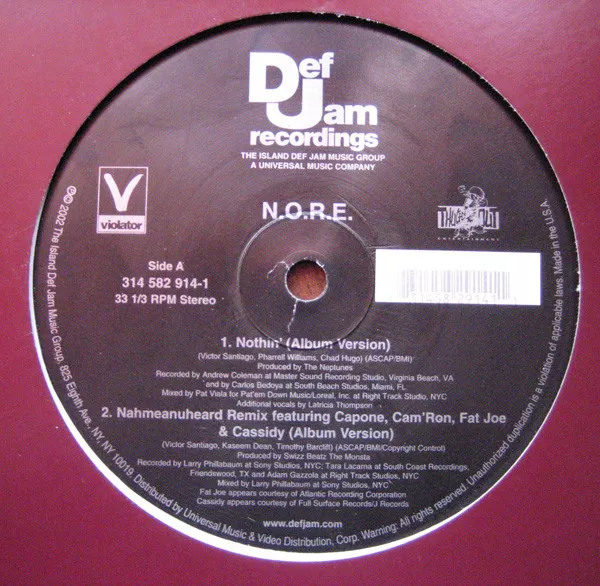 Def
Jam
recordings
THE ISLAND DEF JAM MUSIC GROUP
A UNIVERSAL MUSIC COMPANY
V
violator
N.O.R.E.
THUGGED OUT
ENTERTAINMENT
Side A
314 582 914-1
33 1/3 RPM Stereo
1. Nothin' (Album Version)
(Victor Santiago, Pharrell Williams, Chad Hugo) (ASCAP/BMI)
Produced by The Neptunes
Recorded by Andrew Coleman at Master Sound Recording Studio, Virginia Beach, VA
and by Carlos Bedoya at South Beach Studios, Miami, FL
Mixed by Pat Viala for Pat'em Down Music/Loreal, Inc. at Right Track Studio, NYC
Additional vocals by Latricia Thompson
2. Nahmeanuheard Remix featuring Capone, Cam'Ron, Fat Joe
& Cassidy (Album Version)
(Victor Santiago, Kaseem Dean, Timothy Barclift) (ASCAP/BMI/Copyright Control)
Produced by Swizz Beatz The Monsta
Recorded by Larry Phillabaum at Sony Studios, NYC; Tara Lacarna at South Coast Recordings,
Friendswood, TX and Adam Gazzola at Right Track Studios, NYC
Mixed by Larry Phillabaum at Sony Studios, NYC
Fat Joe appears courtesy of Atlantic Recording Corporation
Cassidy appears courtesy of Full Surface Records/J Records
www.defjam.com
℗© 2002 The Island Def Jam Music Group, 825 Eighth Ave., NY, NY 10019. Distributed by Universal Music & Video Distribution, Corp. Warning: All rights reserved. Unauthorized duplication is a violation of applicable laws. Made in the U.S.A.